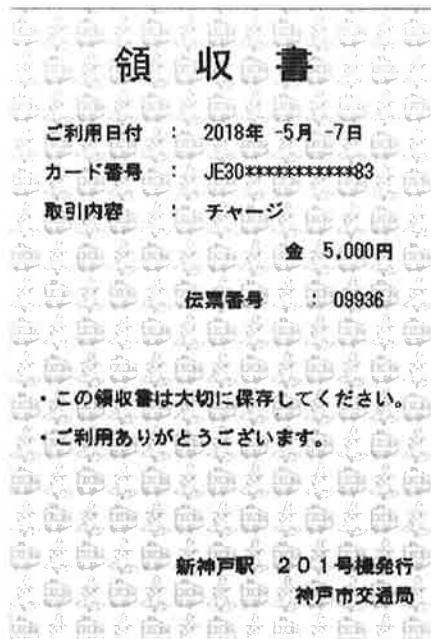 領収書
ご利用日付 : 2018年 -5月 -7日
カード番号 : JE30***********83
取引内容 : チャージ
金 5,000円
伝票番号 : 09936
・この領収書は大切に保存してください。
・ご利用ありがとうございます。
新神戸駅 201号機発行
神戸市交通局